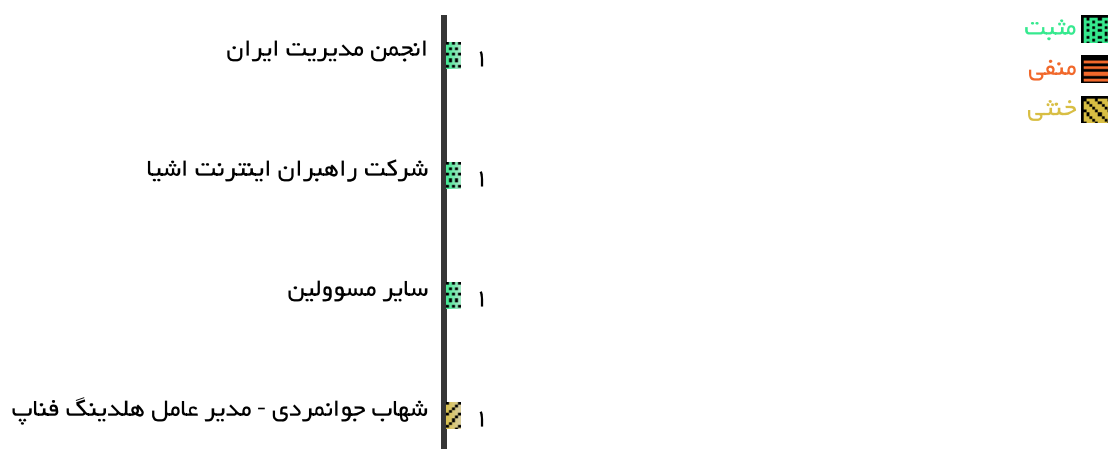 مثبت
منفی
خنثی
انجمن مدیریت ایران ۱
شرکت راهبران اینترنت اشیا ۱
سایر مسوولین ۱
شهاب جوانمردی - مدیر عامل هلدینگ فناپ ۱